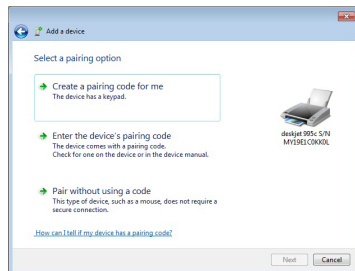 Add a device
Select a pairing option
Create a pairing code for me
The device has a keypad.
Enter the device's pairing code
The device comes with a pairing code.
Check for one on the device or in the device manual.
Pair without using a code
This type of device, such as a mouse, does not require a
secure connection.
deskjet 995c S/N
MY19E1C0KK0L
How can I tell if my device has a pairing code?
Next
Cancel